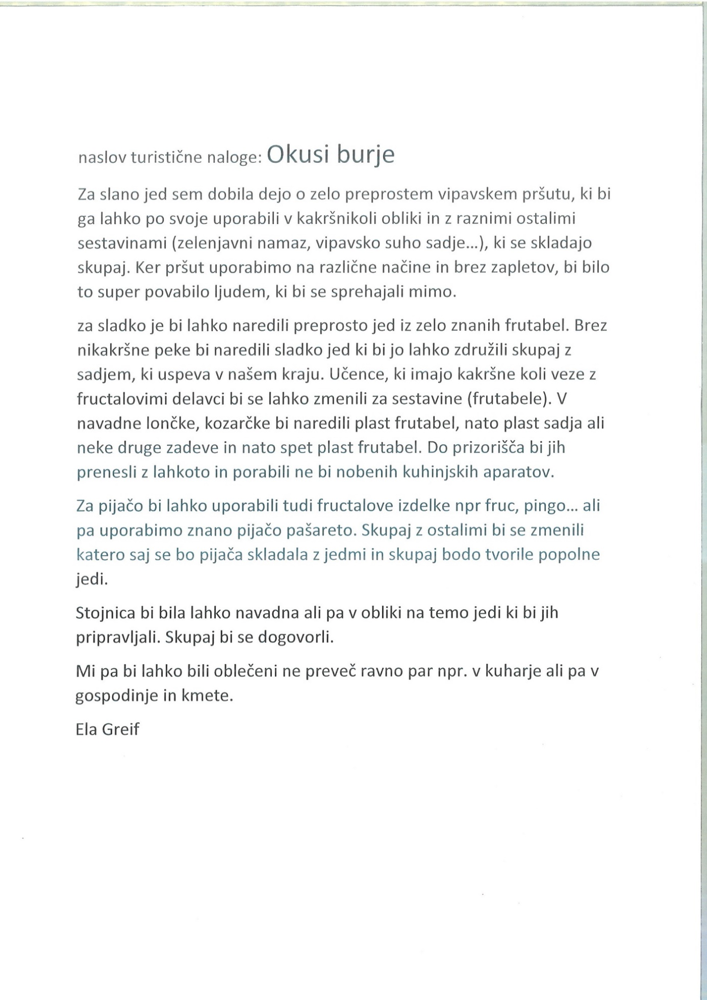 naslov turistične naloge: Okusi burje
Za slano jed sem dobila dejo o zelo preprostem vipavskem pršutu, ki bi
ga lahko po svoje uporabili v kakršnikoli obliki in z raznimi ostalimi
sestavinami (zelenjavni namaz, vipavsko suho sadje...), ki se skladajo
skupaj. Ker pršut uporabimo na različne načine in brez zapletov, bi bilo
to super povabilo ljudem, ki bi se sprehajali mimo.
za sladko je bi lahko naredili preprosto jed iz zelo znanih frutabel. Brez
nikakršne peke bi naredili sladko jed ki bi jo lahko združili skupaj z
sadjem, ki uspeva v našem kraju. Učence, ki imajo kakršne koli veze z
fructalovimi delavci bi se lahko zmenili za sestavine (frutabele). V
navadne lončke, kozarčke bi naredili plast frutabel, nato plast sadja ali
neke druge zadeve in nato spet plast frutabel. Do prizorišča bi jih
prenesli z lahkoto in porabili ne bi nobenih kuhinjskih aparatov.
Za pijačo bi lahko uporabili tudi fructalove izdelke npr fruc, pingo... ali
pa uporabimo znano pijačo pašareto. Skupaj z ostalimi bi se zmenili
katero saj se bo pijača skladala z jedmi in skupaj bodo tvorile popolne
jedi.
Stojnica bi bila lahko navadna ali pa v obliki na temo jedi ki bi jih
pripravljali. Skupaj bi se dogovorli.
Mi pa bi lahko bili oblečeni ne preveč ravno par npr. v kuharje ali pa v
gospodinje in kmete.
Ela Greif